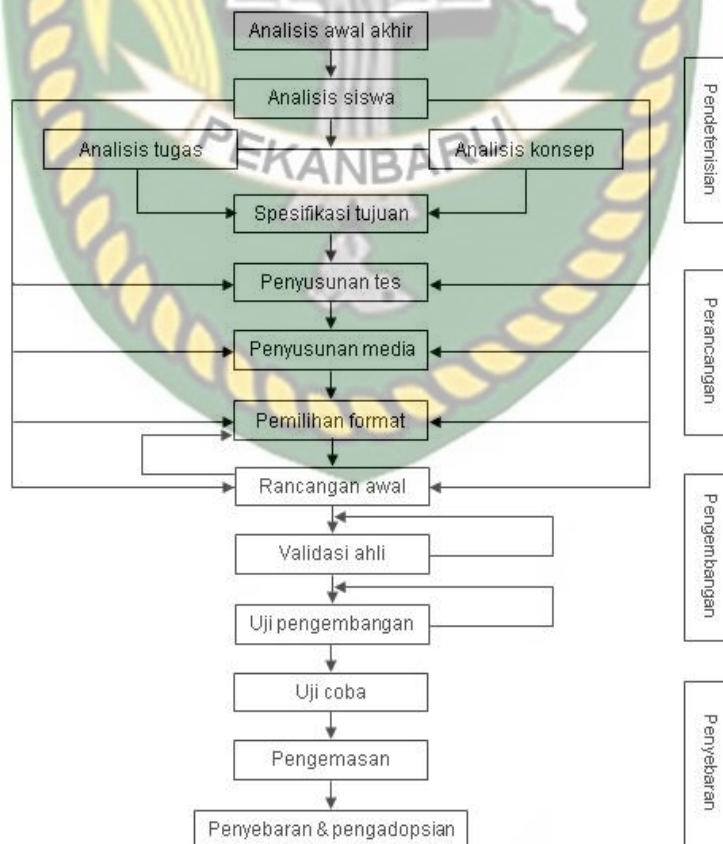 Analisis awal akhir
Analisis siswa
PEKANBARU
Analisis tugas
Analisis konsep
Spesifikasi tujuan
Penyusunan tes
Penyusunan media
Pemilihan format
Rancangan awal
Validasi ahli
Uji pengembangan
Uji coba
Pengemasan
Penyebaran & pengadopsian
Pendefenisian
Perancangan
Pengembangan
Penyebaran